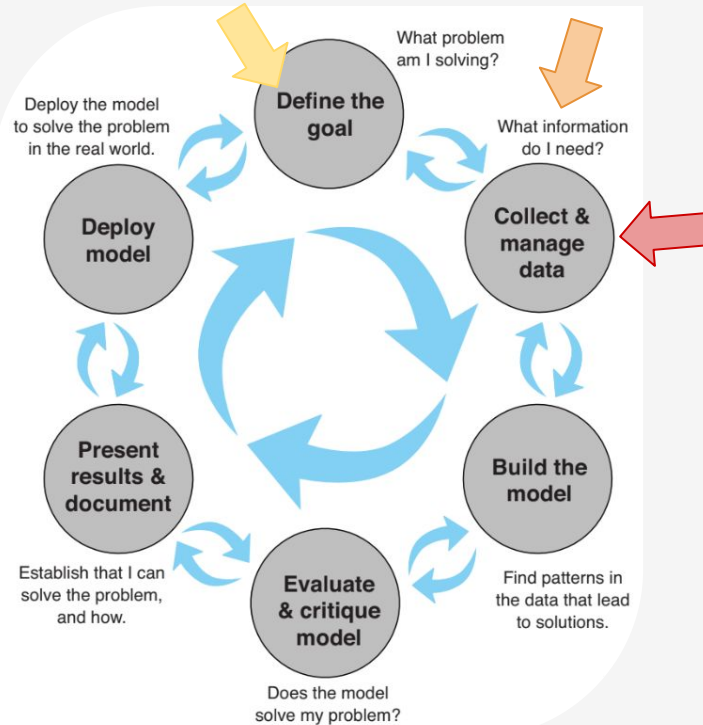 What problem
am I solving?
Define the
goal
What information
do I need?
Collect &
manage
data
Build the
model
Find patterns in
the data that lead
to solutions.
Evaluate
& critique
model
Does the model
solve my problem?
Present
results &
document
Establish that I can
solve the problem,
and how.
Deploy
model
Deploy the model
to solve the problem
in the real world.